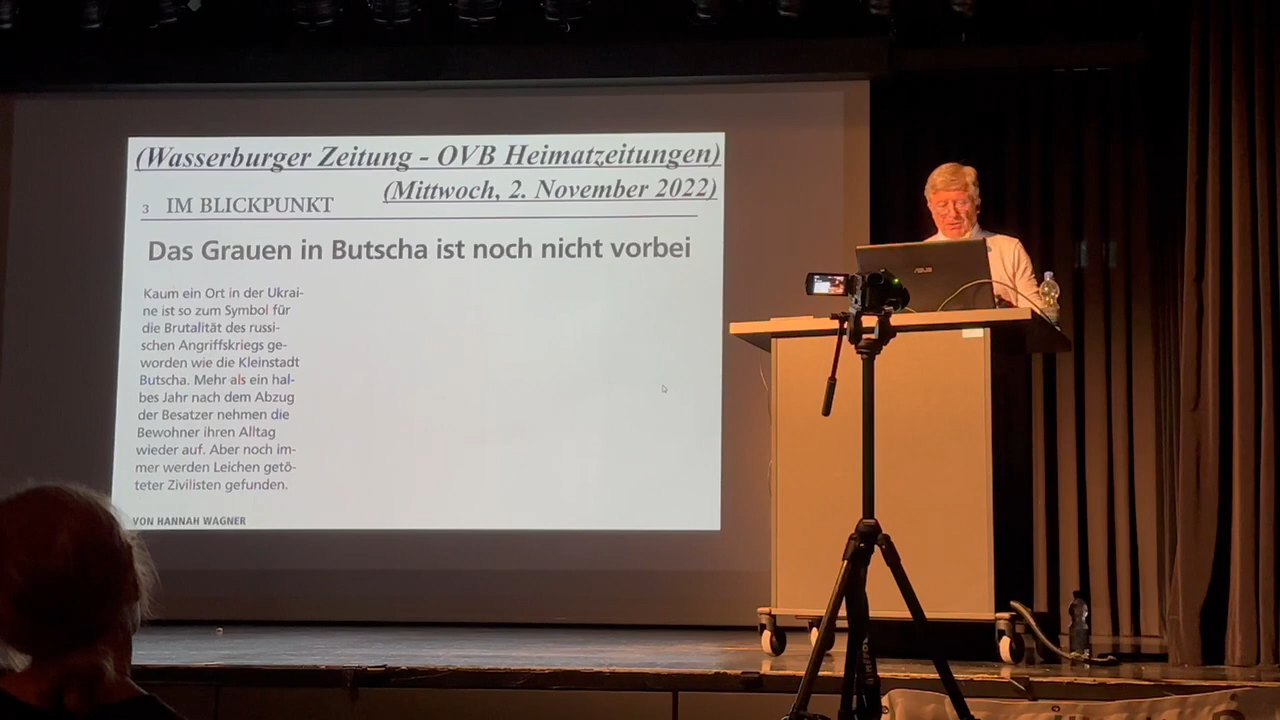 (Wasserburger Zeitung - OVB Heimatzeitungen)
(Mittwoch, 2. November 2022)
3 IM BLICKPUNKT
Das Grauen in Butscha ist noch nicht vorbei
Kaum ein Ort in der Ukrai-
ne ist so zum Symbol für
die Brutalität des russi-
schen Angriffskriegs ge-
worden wie die Kleinstadt
Butscha. Mehr als ein hal-
bes Jahr nach dem Abzug
der Besatzer nehmen die
Bewohner ihren Alltag
wieder auf. Aber noch im-
mer werden Leichen getö-
teter Zivilisten gefunden.
VON HANNAH WAGNER
ASUS